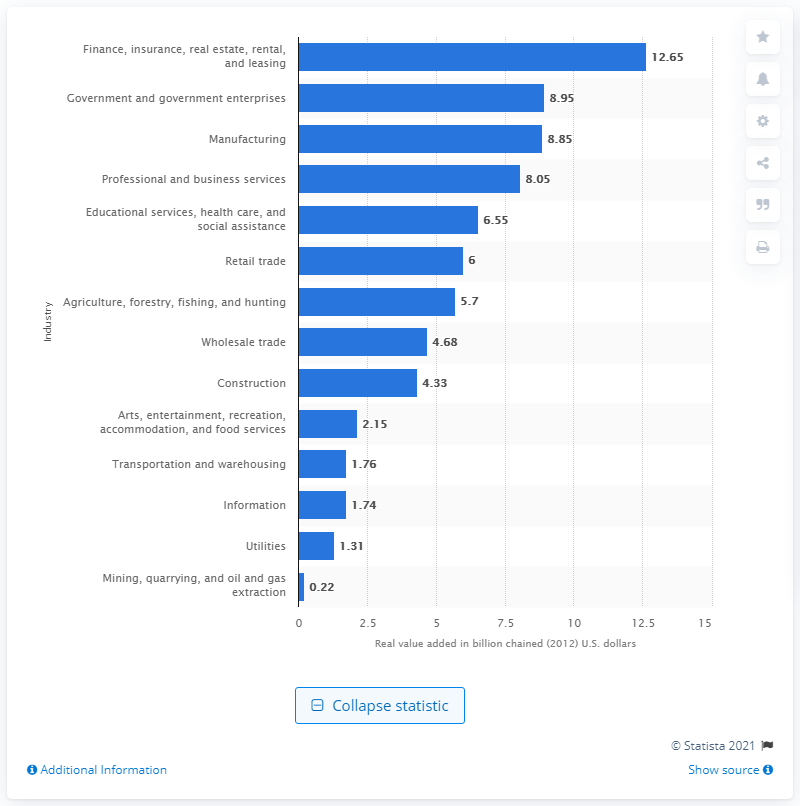 Finance, insurance, real estate, rental,
and leasing
12.65
Government and government enterprises
8.95
Manufacturing
8.85
Professional and business services
8.05
Educational services, health care, and
social assistance
6.55
Retail trade
6
Agriculture, forestry, fishing, and hunting
5.7
Industry
Wholesale trade
4.68
Construction
4.33
Arts, entertainment, recreation,
accommodation, and food services
2.15
Transportation and warehousing
1.76
Information
1.74
Utilities
1.31
Mining, quarrying, and oil and gas
extraction
0.22
0 2.5 5 7.5 10 12.5 15
Real value added in billion chained (2012) U.S. dollars
Collapse statistic
© Statista 2021
Additional Information
Show source